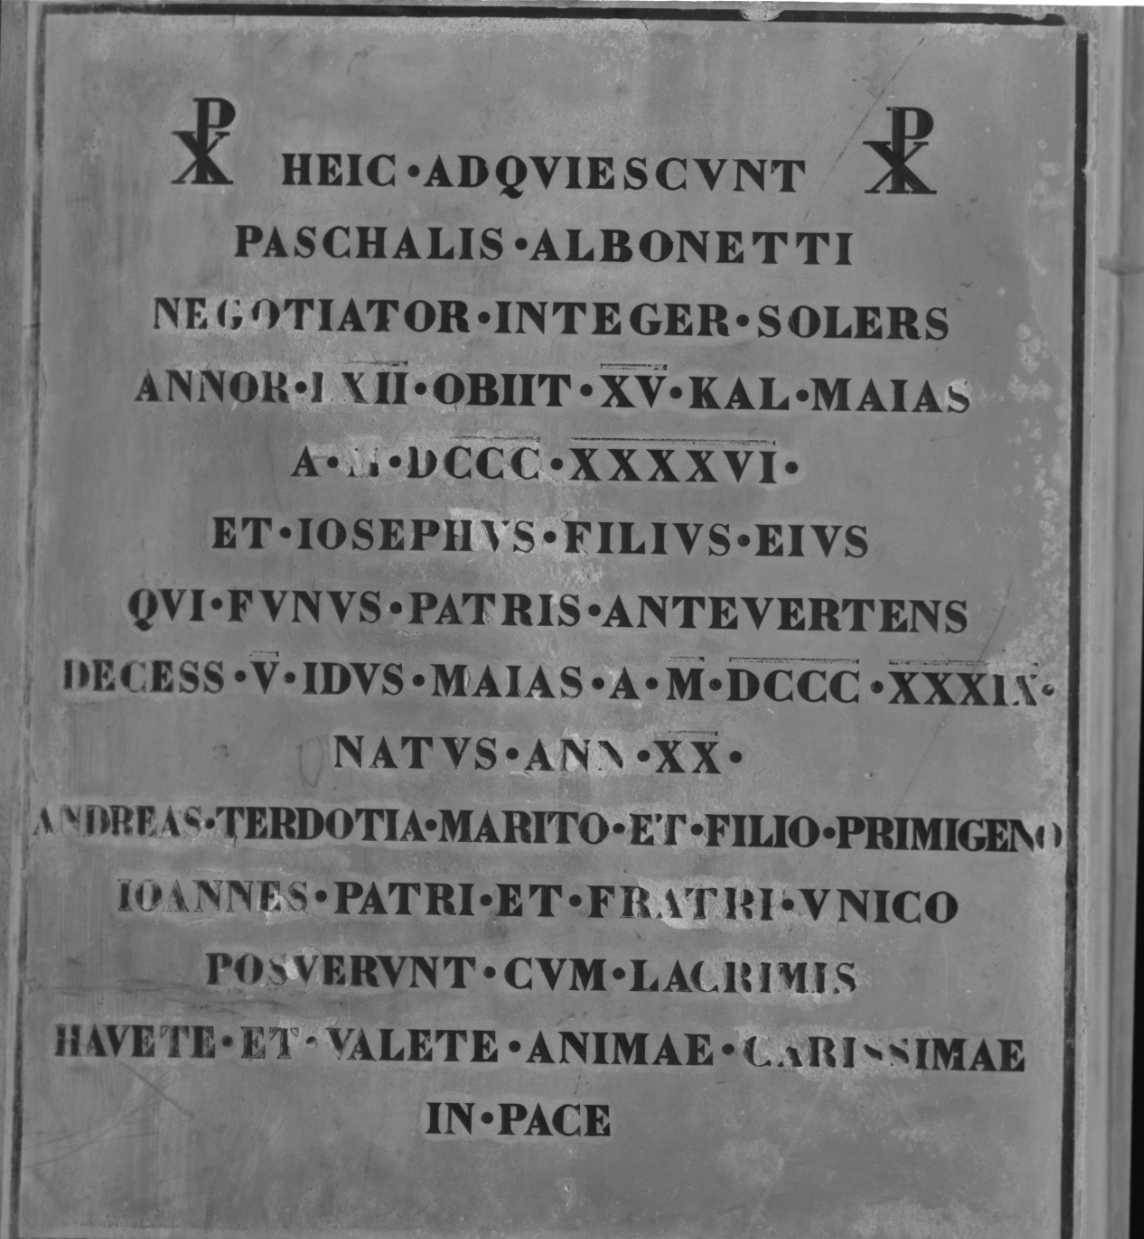 ☧ HEIC·ADQVIESCVNT ☧
PASCHALIS·ALBONETTI
NEGOTIATOR·INTEGER·SOLERS
ANNOR·LXII·OBIIT·XV·KAL·MAIAS
A·M·DCCC·XXXXVI·
ET·IOSEPHVS·FILIVS·EIVS
QVI·FVNVS·PATRIS·ANTEVERTENS
DECESS·V·IDVS·MAIAS·A·M·DCCC·XXXIX·
NATVS·ANN·XX·
ANDREAS·TERDOTIA·MARITO·ET·FILIO·PRIMIGENO
IOANNES·PATRI·ET·FRATRI·VNICO
POSVERVNT·CVM·LACRIMIS
HAVETE·ET·VALETE·ANIMAE·CARISSIMAE
IN·PACE